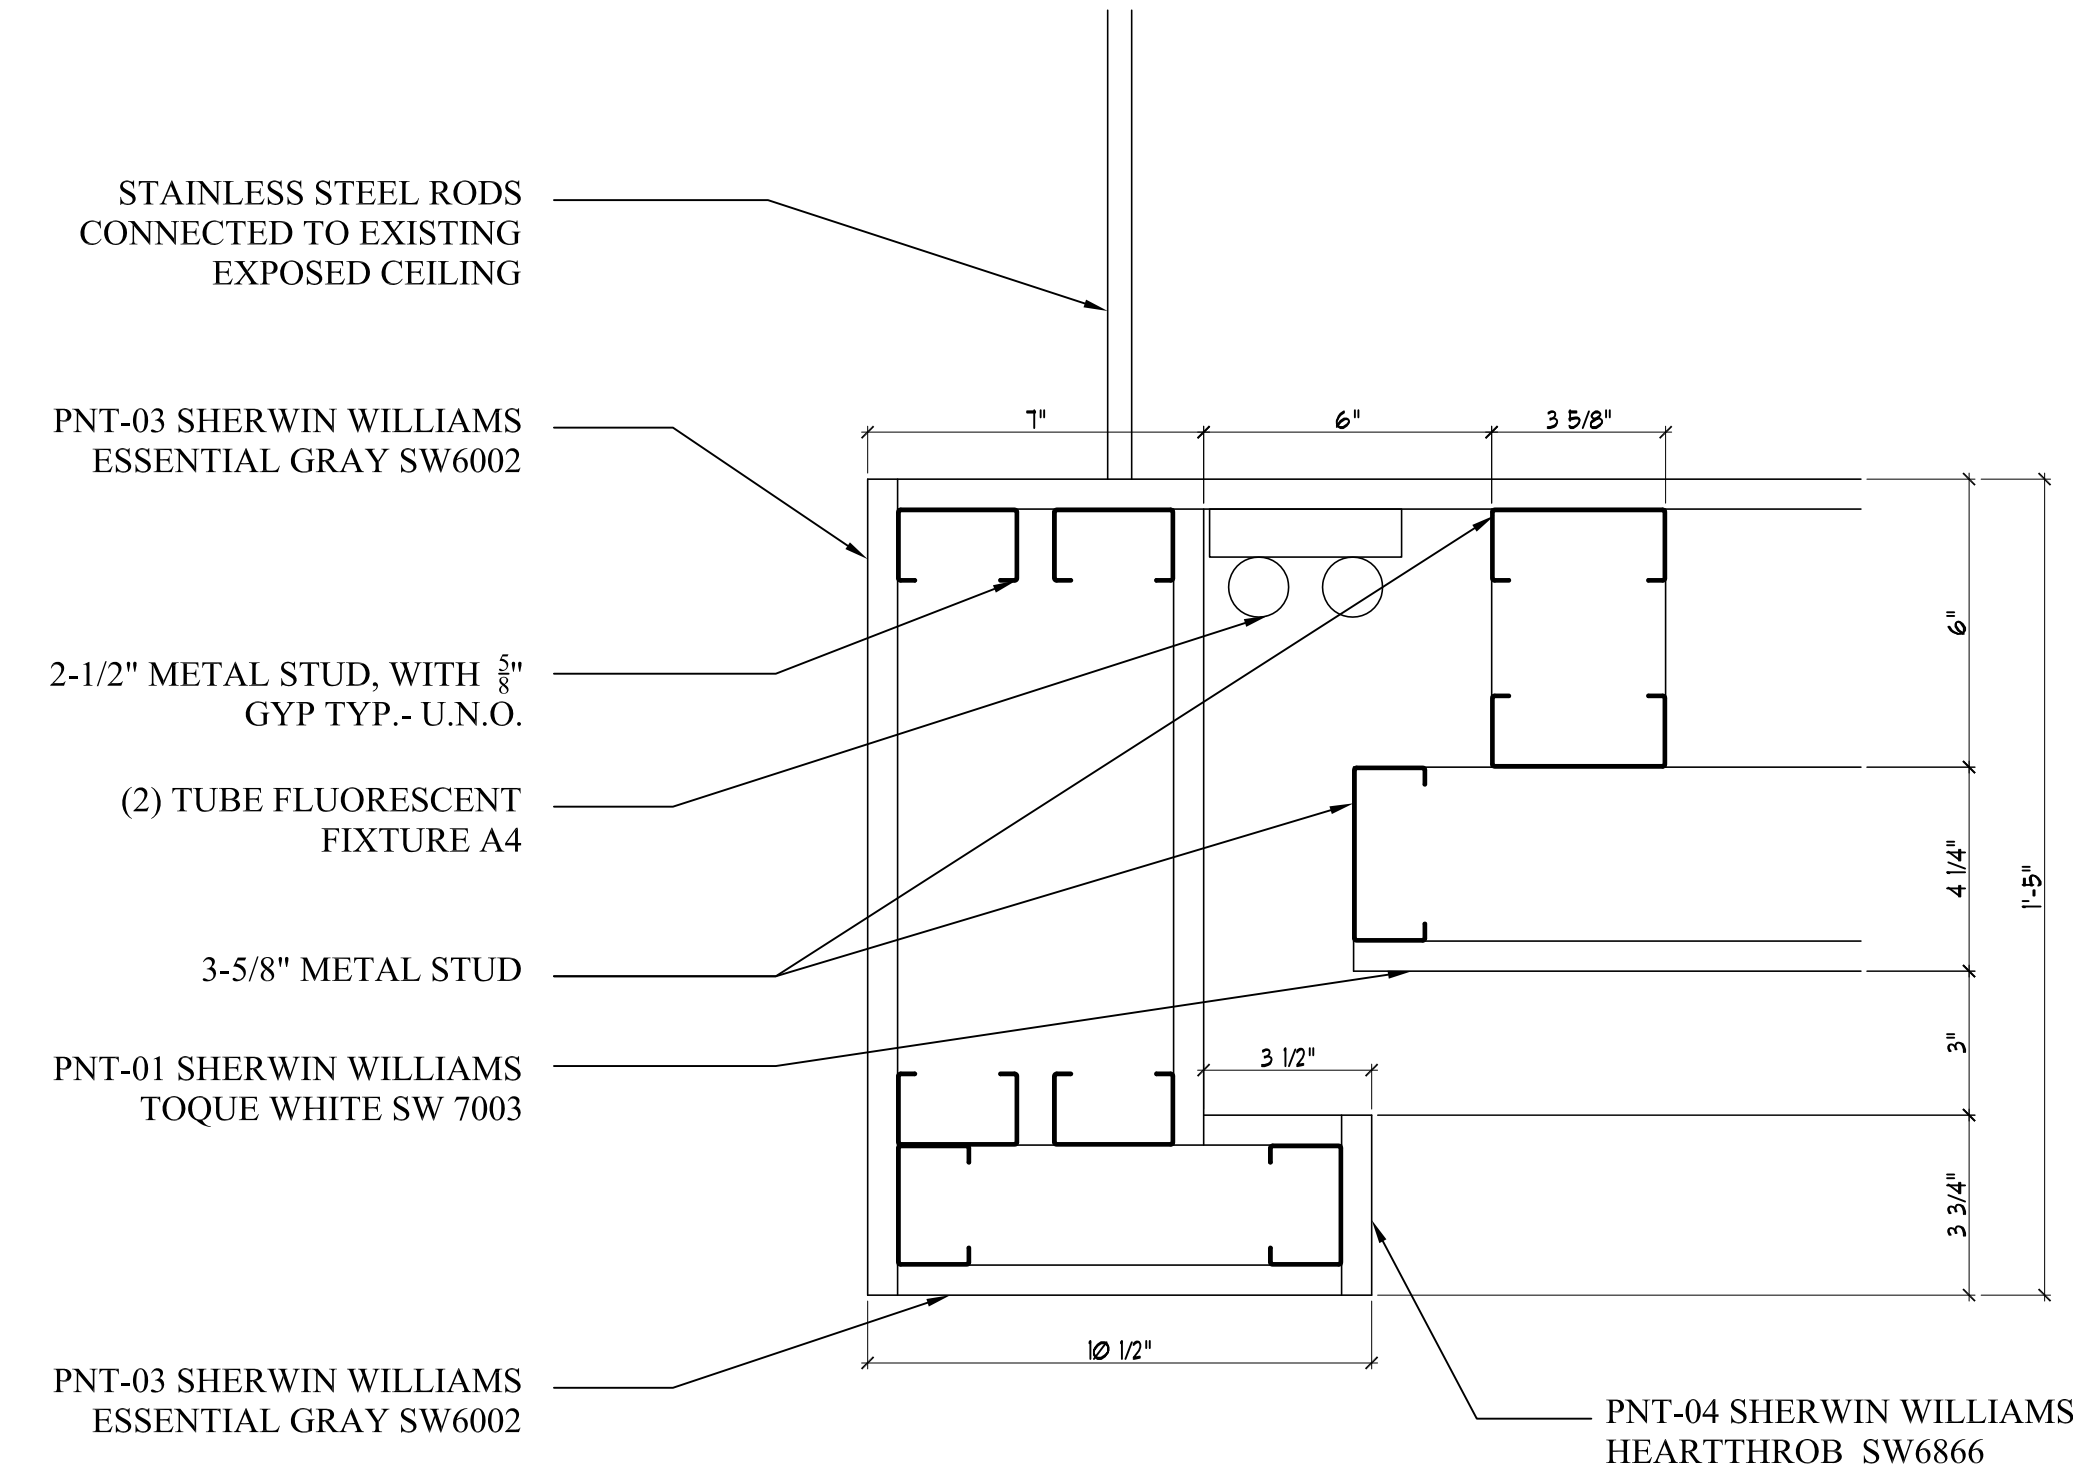 STAINLESS STEEL RODS
CONNECTED TO EXISTING
EXPOSED CEILING
PNT-03 SHERWIN WILLIAMS
ESSENTIAL GRAY SW6002
7"
6"
3 5/8"
2-1/2" METAL STUD, WITH 5/8"
GYP TYP.- U.N.O.
6"
(2) TUBE FLUORESCENT
FIXTURE A4
4 1/4"
1'-5"
3-5/8" METAL STUD
PNT-01 SHERWIN WILLIAMS
TOQUE WHITE SW 7003
3 1/2"
3"
3 3/4"
10 1/2"
PNT-03 SHERWIN WILLIAMS
ESSENTIAL GRAY SW6002
PNT-04 SHERWIN WILLIAMS
HEARTTHROB SW6866